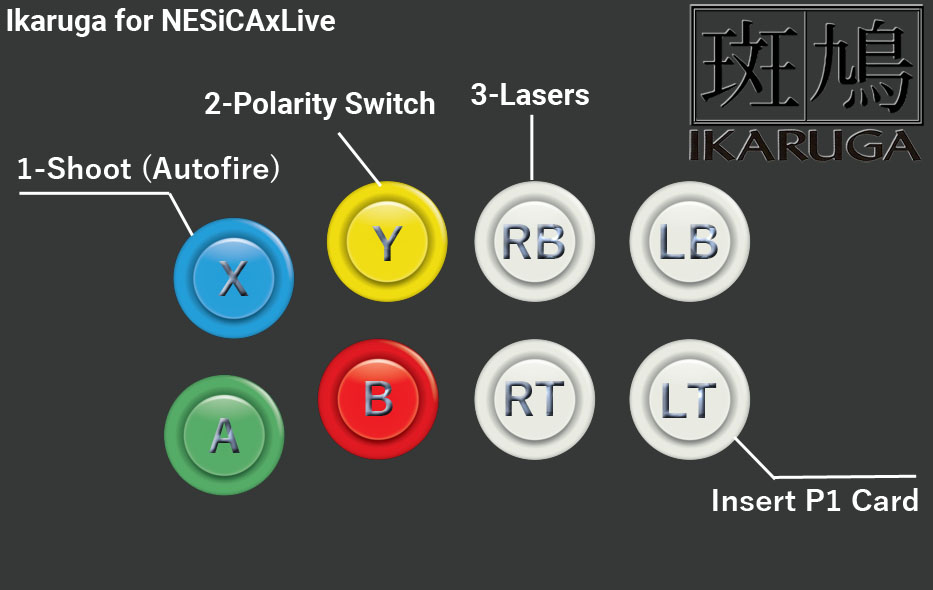 Ikaruga for NESiCAxLive
斑鳩
IKARUGA
2-Polarity Switch
3-Lasers
1-Shoot (Autofire)
X
Y
RB
LB
A
B
RT
LT
Insert P1 Card